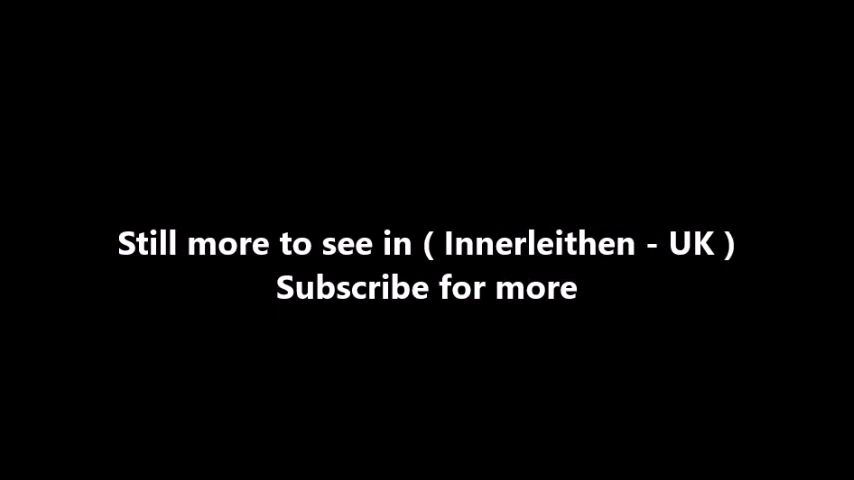 Still more to see in ( Innerleithen - UK )
Subscribe for more